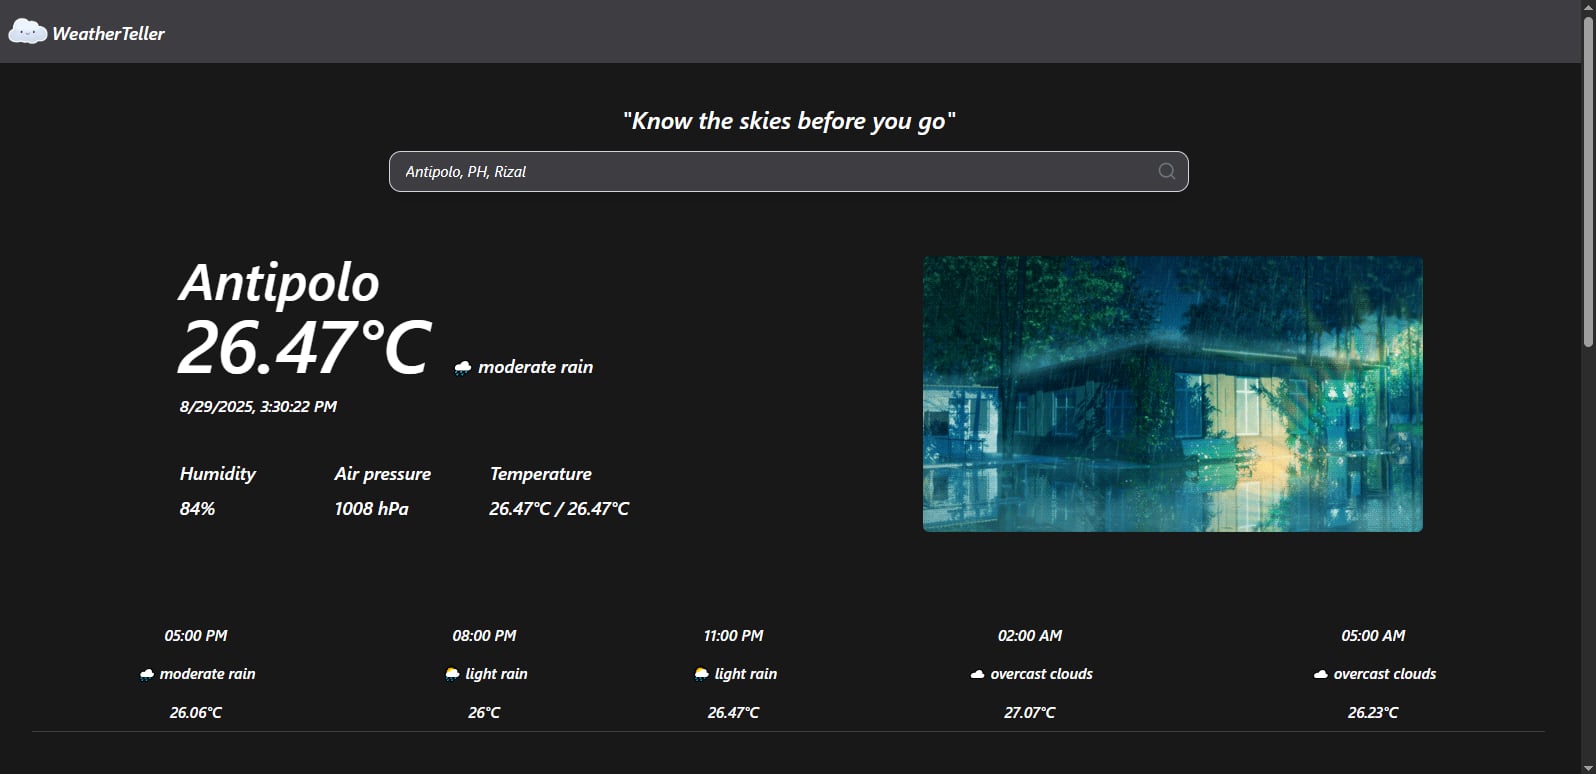 WeatherTeller
"Know the skies before you go"
Antipolo, PH, Rizal
Antipolo
26.47°C
moderate rain
8/29/2025, 3:30:22 PM
Humidity Air pressure Temperature
84% 1008 hPa 26.47°C / 26.47°C
05:00 PM 08:00 PM 11:00 PM 02:00 AM 05:00 AM
moderate rain light rain light rain overcast clouds overcast clouds
26.06°C 26°C 26.47°C 27.07°C 26.23°C